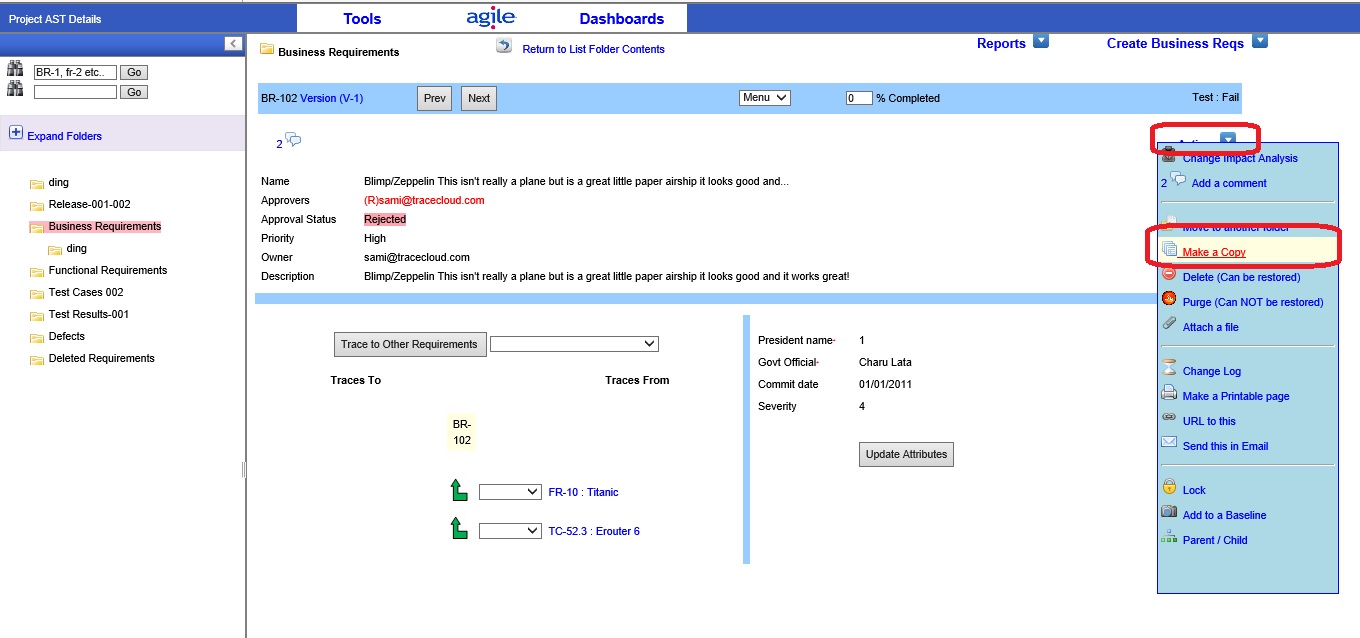 Project AST Details
Tools
agile
Dashboards
Business Requirements
Return to List Folder Contents
Reports
Create Business Reqs
BR-1, fr-2 etc.. Go
Go
Expand Folders
ding
Release-001-002
Business Requirements
ding
Functional Requirements
Test Cases 002
Test Results-001
Defects
Deleted Requirements
BR-102 Version (V-1) Prev Next Menu 0 % Completed Test : Fail
2
Name Blimp/Zeppelin This isn't really a plane but is a great little paper airship it looks good and...
Approvers (R)sami@tracecloud.com
Approval Status Rejected
Priority High
Owner sami@tracecloud.com
Description Blimp/Zeppelin This isn't really a plane but is a great little paper airship it looks good and it works great!
Trace to Other Requirements
Traces To Traces From
BR-
102
FR-10 : Titanic
TC-52.3 : Erouter 6
President name- 1
Govt Official- Charu Lata
Commit date 01/01/2011
Severity 4
Update Attributes
Change Impact Analysis
2 Add a comment
Move to another folder
Make a Copy
Delete (Can be restored)
Purge (Can NOT be restored)
Attach a file
Change Log
Make a Printable page
URL to this
Send this in Email
Lock
Add to a Baseline
Parent / Child